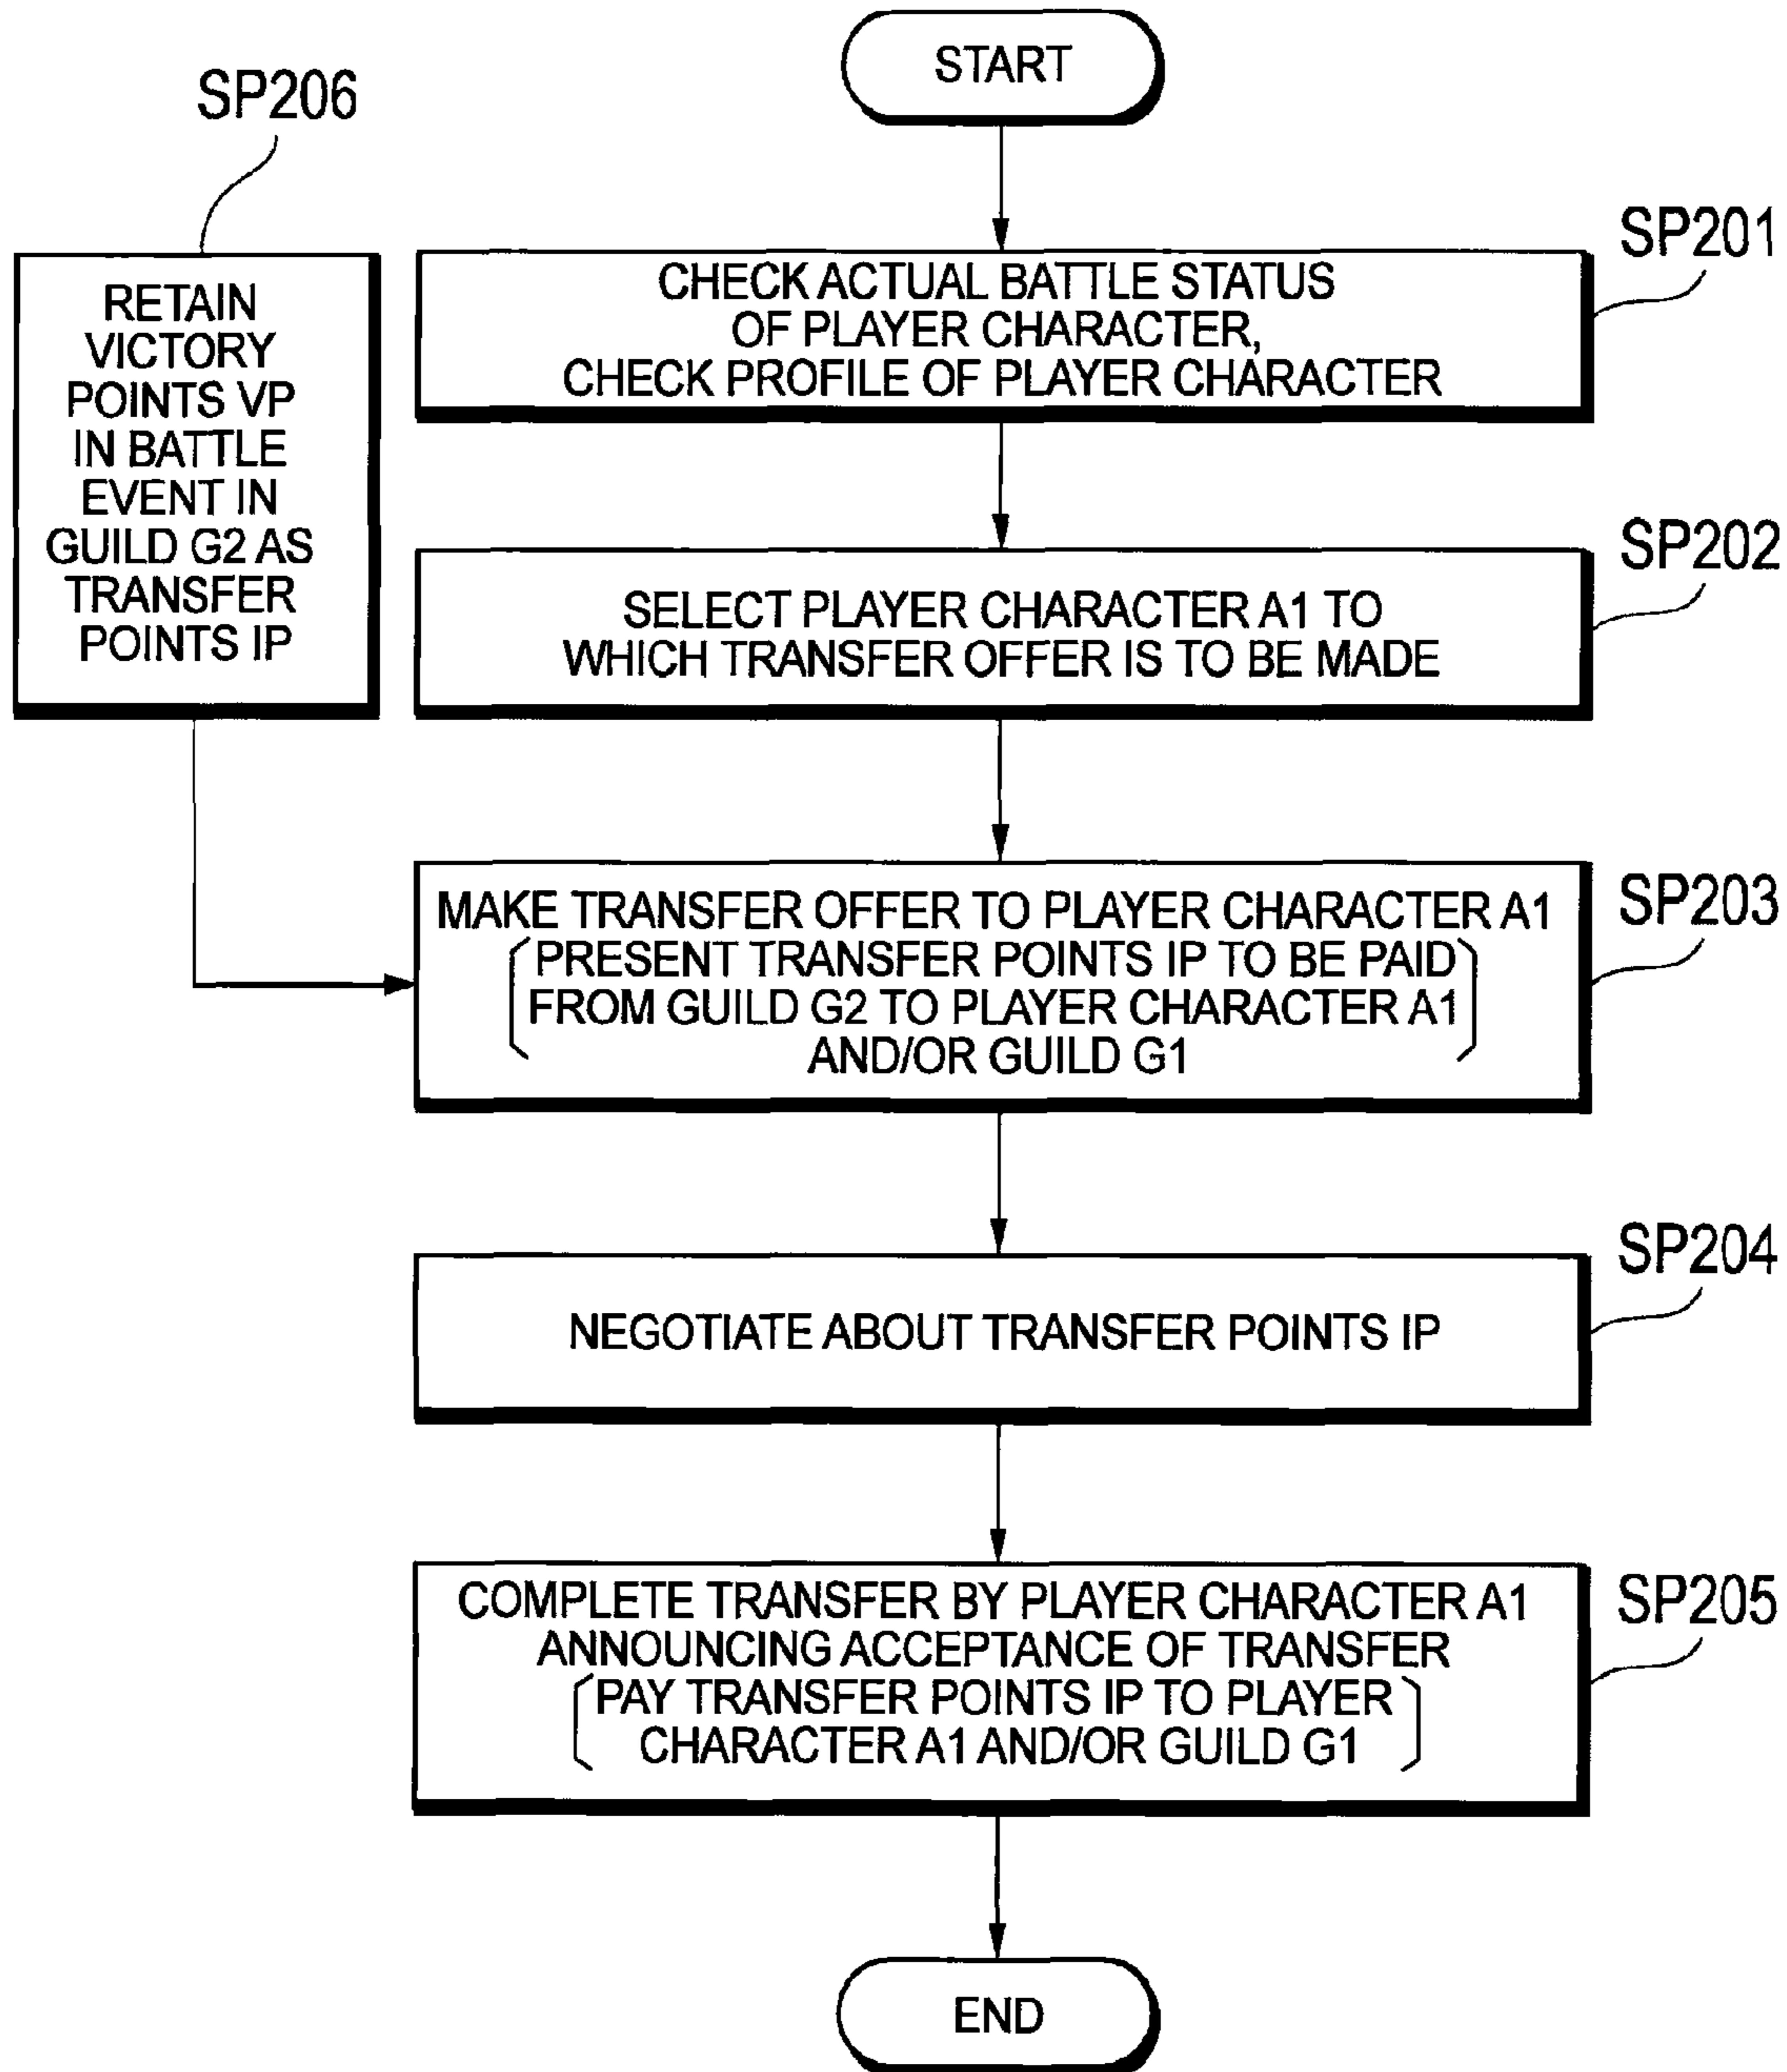 START
SP206
RETAIN
VICTORY
POINTS VP
IN BATTLE
EVENT IN
GUILD G2 AS
TRANSFER
POINTS IP
SP201
CHECK ACTUAL BATTLE STATUS
OF PLAYER CHARACTER,
CHECK PROFILE OF PLAYER CHARACTER
SP202
SELECT PLAYER CHARACTER A1 TO
WHICH TRANSFER OFFER IS TO BE MADE
SP203
MAKE TRANSFER OFFER TO PLAYER CHARACTER A1
PRESENT TRANSFER POINTS IP TO BE PAID
FROM GUILD G2 TO PLAYER CHARACTER A1
AND/OR GUILD G1
SP204
NEGOTIATE ABOUT TRANSFER POINTS IP
SP205
COMPLETE TRANSFER BY PLAYER CHARACTER A1
ANNOUNCING ACCEPTANCE OF TRANSFER
PAY TRANSFER POINTS IP TO PLAYER
CHARACTER A1 AND/OR GUILD G1
END